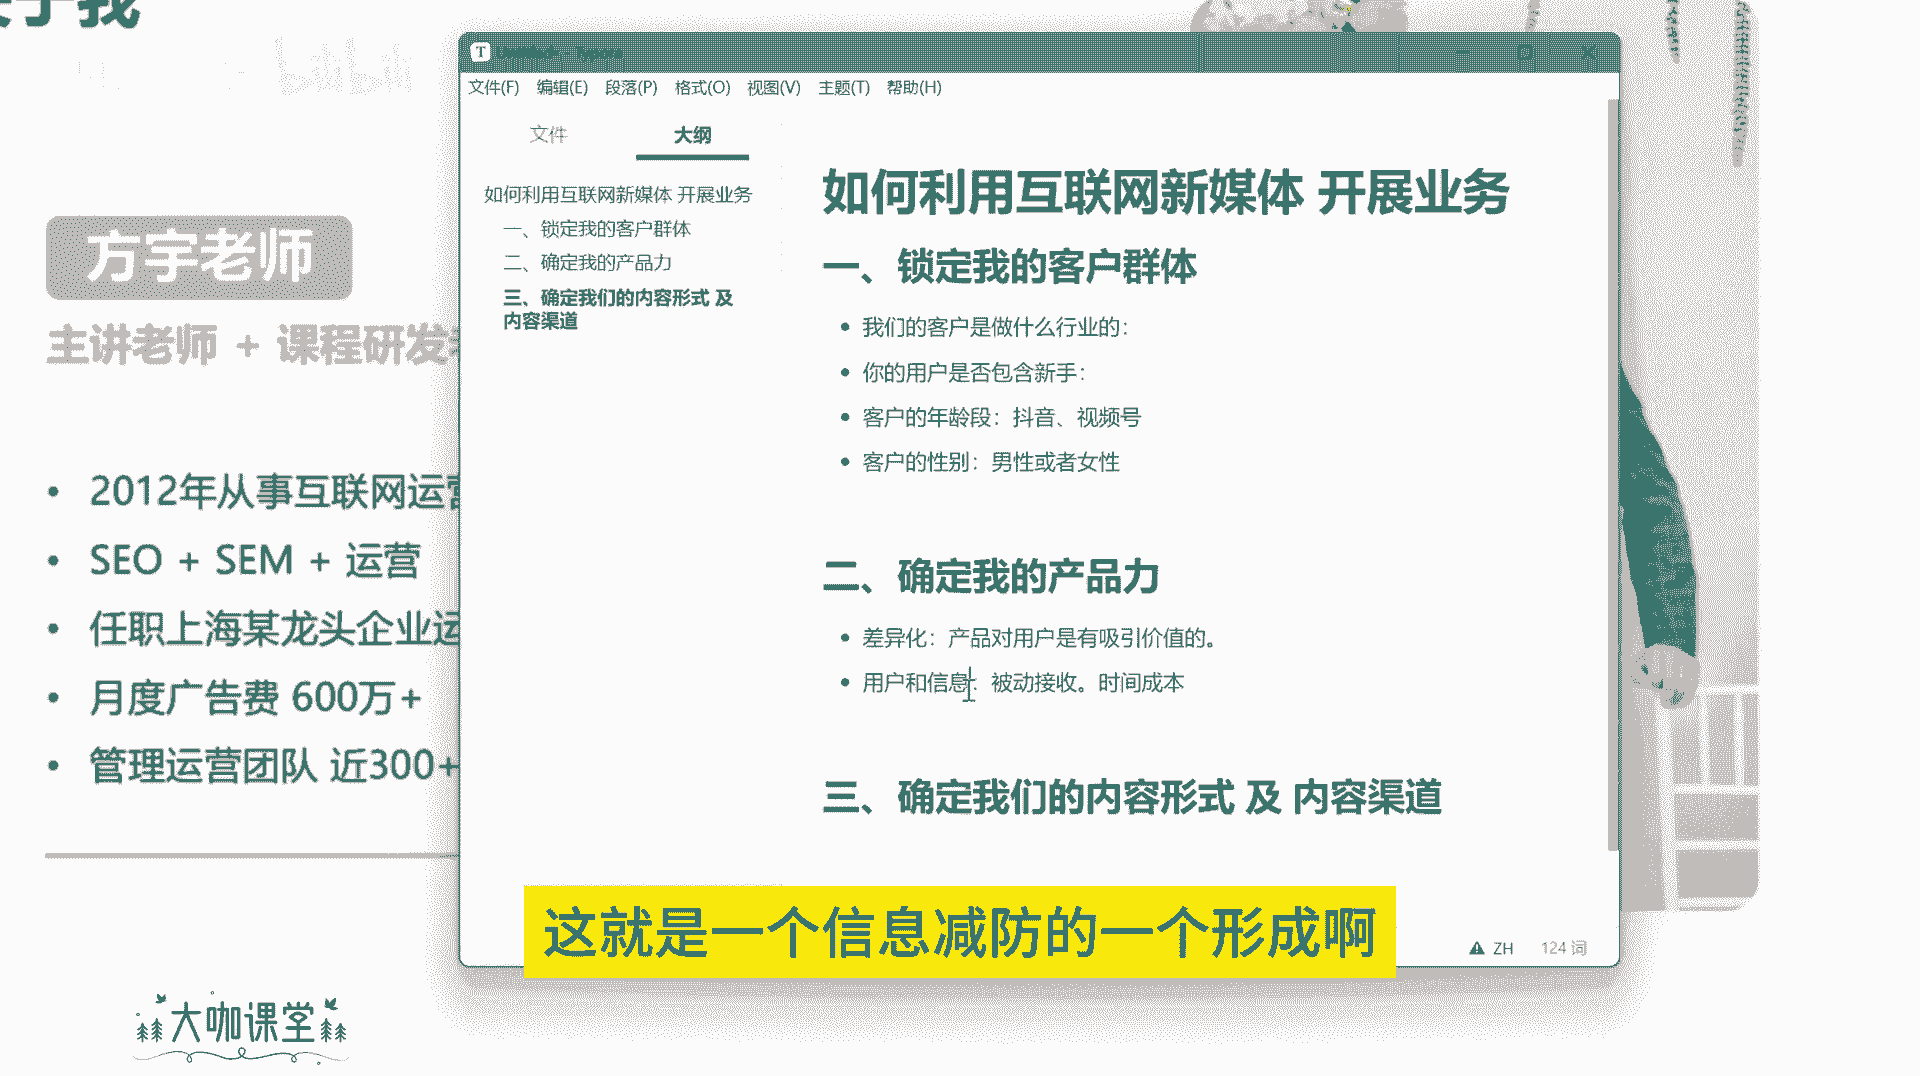 于我
bilibili
方宇老师
主讲老师 + 课程研发
• 2012年从事互联网运营
• SEO + SEM + 运营
• 任职上海某龙头企业运
• 月度广告费 600万+
• 管理运营团队 近300+
大咖课堂
T
文件(F) 编辑(E) 段落(P) 格式(O) 视图(V) 主题(T) 帮助(H)
文件 大纲
如何利用互联网新媒体 开展业务
一、锁定我的客户群体
二、确定我的产品力
三、确定我们的内容形式 及
内容渠道
如何利用互联网新媒体 开展业务
一、锁定我的客户群体
• 我们的客户是做什么行业的：
• 你的用户是否包含新手：
• 客户的年龄段：抖音、视频号
• 客户的性别：男性或者女性
二、确定我的产品力
• 差异化：产品对用户是有吸引价值的。
• 用户和信息：被动接收。时间成本
三、确定我们的内容形式 及 内容渠道
这就是一个信息减防的一个形成啊
ZH 124 词